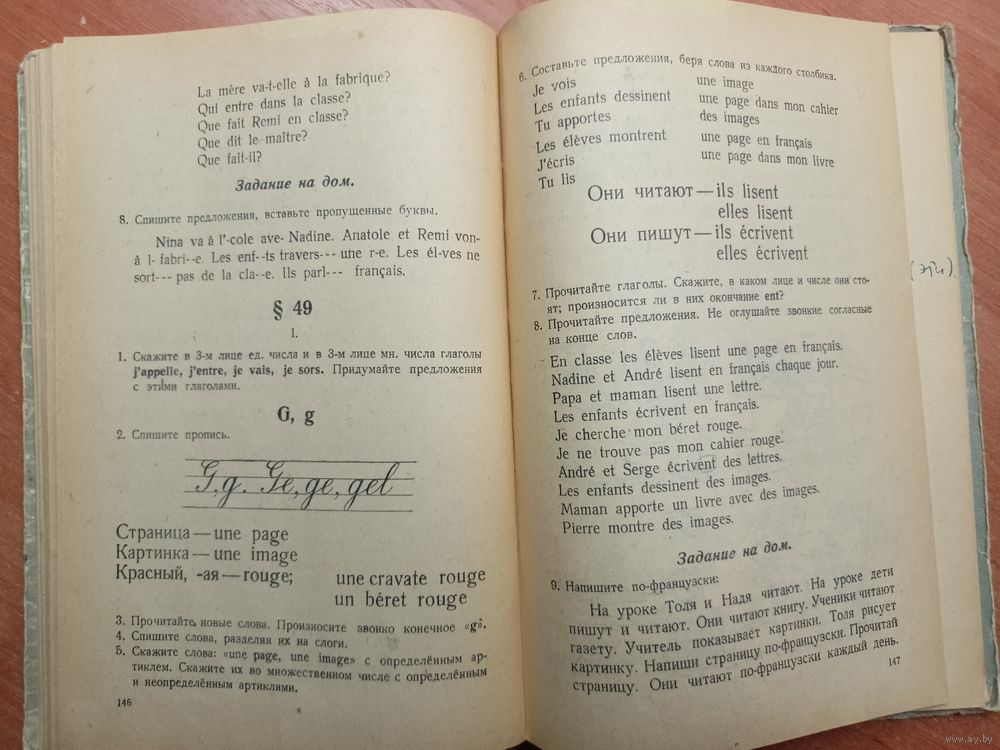 La mère va-t-elle à la fabrique?
Qui entre dans la classe?
Que fait Remi en classe?
Que dit le maître?
Que fait-il?
Задание на дом.
8. Спишите предложения, вставьте пропущенные буквы.
Nina va à l'-cole ave- Nadine. Anatole et Remi von-
à l- fabri--e. Les enf--ts travers--- une r-e. Les él-ves ne
sort--- pas de la cla--e. Ils parl--- français.
§ 49
1.
1. Скажите в 3-м лице ед. числа и в 3-м лице мн. числа глаголы
j'appelle, j'entre, je vais, je sors. Придумайте предложения
с этими глаголами.
G, g
2. Спишите пропись.
G, g. Ge, ge, gel
Страница — une page
Картинка — une image
Красный, -ая — rouge; une cravate rouge
un béret rouge
3. Прочитайте новые слова. Произносите звонко конечное «g».
4. Спишите слова, разделяя их на слоги.
5. Скажите слова: «une page, une image» с определённым ар-
тиклем. Скажите их во множественном числе с определённым
и неопределённым артиклями.
146
6. Составьте предложения, беря слова из каждого столбика.
Je vois une image
Les enfants dessinent une page dans mon cahier
Tu apportes des images
Les élèves montrent une page en français
J'écris une page dans mon livre
Tu lis
Они читают — ils lisent
elles lisent
Они пишут — ils écrivent
elles écrivent
7. Прочитайте глаголы. Скажите, в каком лице и числе они сто-
ят; произносится ли в них окончание ent?
8. Прочитайте предложения. Не оглушайте звонкие согласные
на конце слов.
En classe les élèves lisent une page en français.
Nadine et André lisent en français chaque jour.
Papa et maman lisent une lettre.
Les enfants écrivent en français.
Je cherche mon béret rouge.
Je ne trouve pas mon cahier rouge.
André et Serge écrivent des lettres.
Les enfants dessinent des images.
Maman apporte un livre avec des images.
Pierre montre des images.
Задание на дом.
9. Напишите по-французски:
На уроке Толя и Надя читают. На уроке дети
пишут и читают. Они читают книгу. Ученики читают
газету. Учитель показывает картинки. Толя рисует
картинку. Напиши страницу по-французски. Прочитай
страницу. Они читают по-французски каждый день.
147
www.ay.by